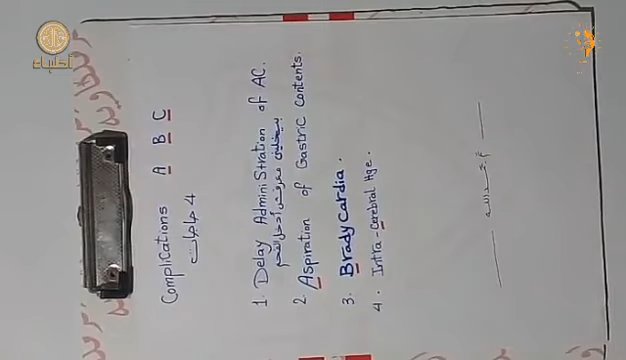 أطباء
Complications A B C
4 حاجات
1. Delay Administration of AC.
بيخليني معرفش أدخل الفحم
2. Aspiration of Gastric Contents.
3. Bradycardia.
4. Intra-Cerebral Hge.